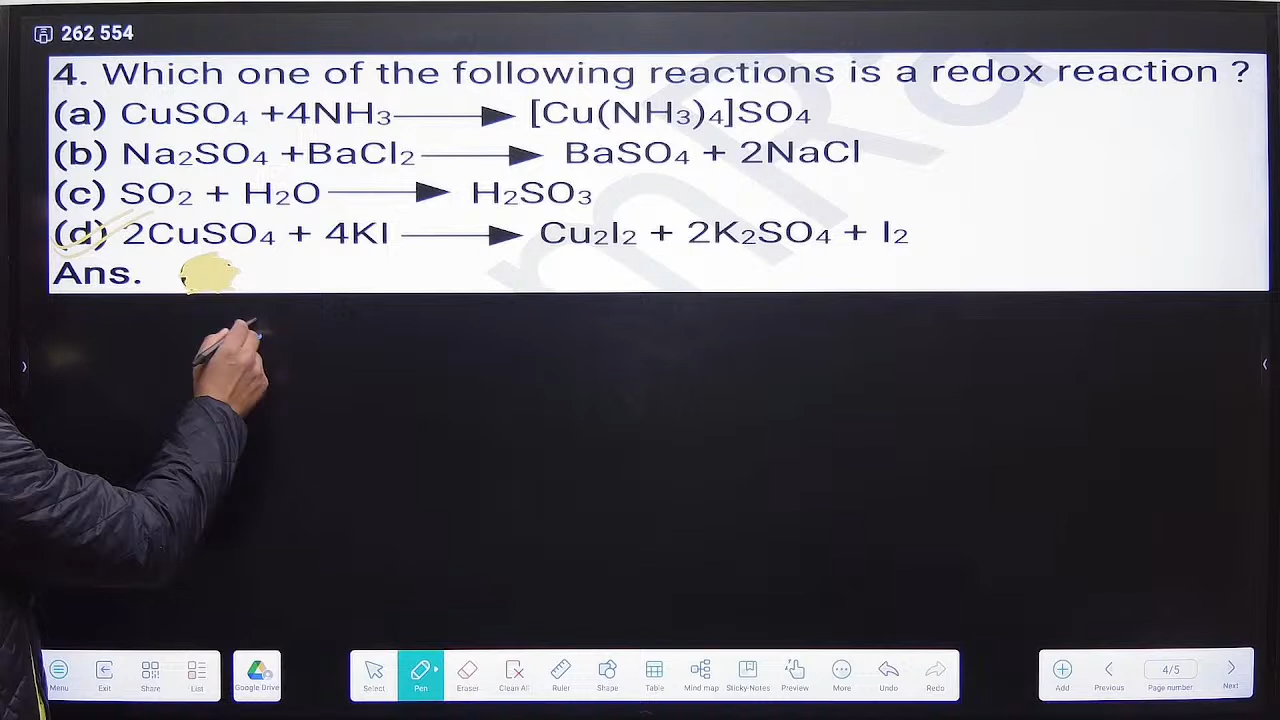 262 554
4. Which one of the following reactions is a redox reaction ?
(a) CuSO4 +4NH3 ⟶ [Cu(NH3)4]SO4
(b) Na2SO4 +BaCl2 ⟶ BaSO4 + 2NaCl
(c) SO2 + H2O ⟶ H2SO3
(d) 2CuSO4 + 4KI ⟶ Cu2I2 + 2K2SO4 + I2
Ans.
Menu Exit Share List Google Drive Select Pen Eraser Clean All Ruler Shape Table Mind map Sticky Notes Preview More Undo Redo Add Previous 4/5 Page number Next